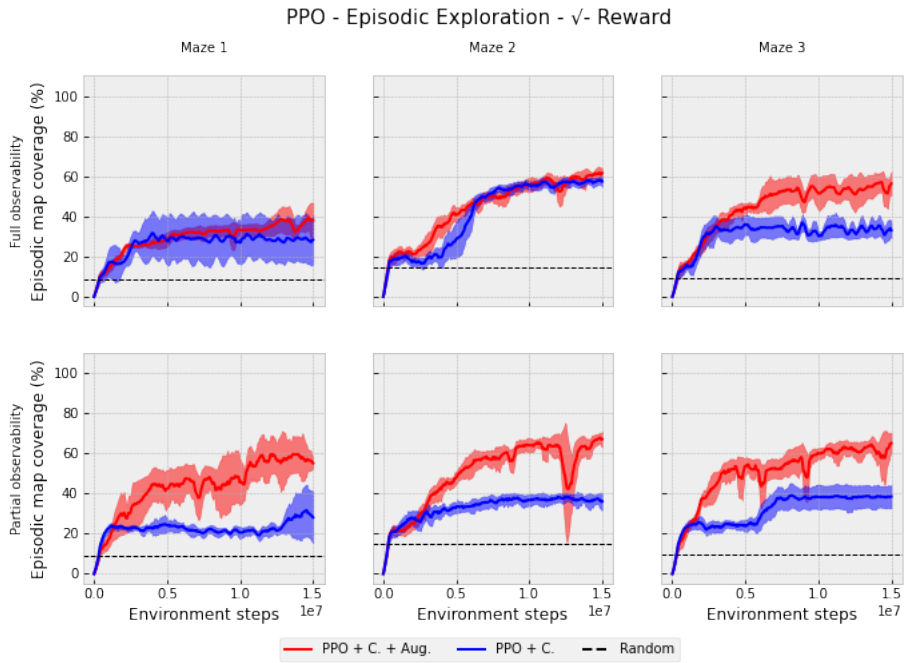 PPO - Episodic Exploration - √- Reward
Maze 1
Maze 2
Maze 3
Full observability
Episodic map coverage (%)
100
80
60
40
20
0
Partial observability
Episodic map coverage (%)
100
80
60
40
20
0
0.0 0.5 1.0 1.5
1e7
Environment steps
0.0 0.5 1.0 1.5
1e7
Environment steps
0.0 0.5 1.0 1.5
1e7
Environment steps
PPO + C. + Aug. PPO + C. Random